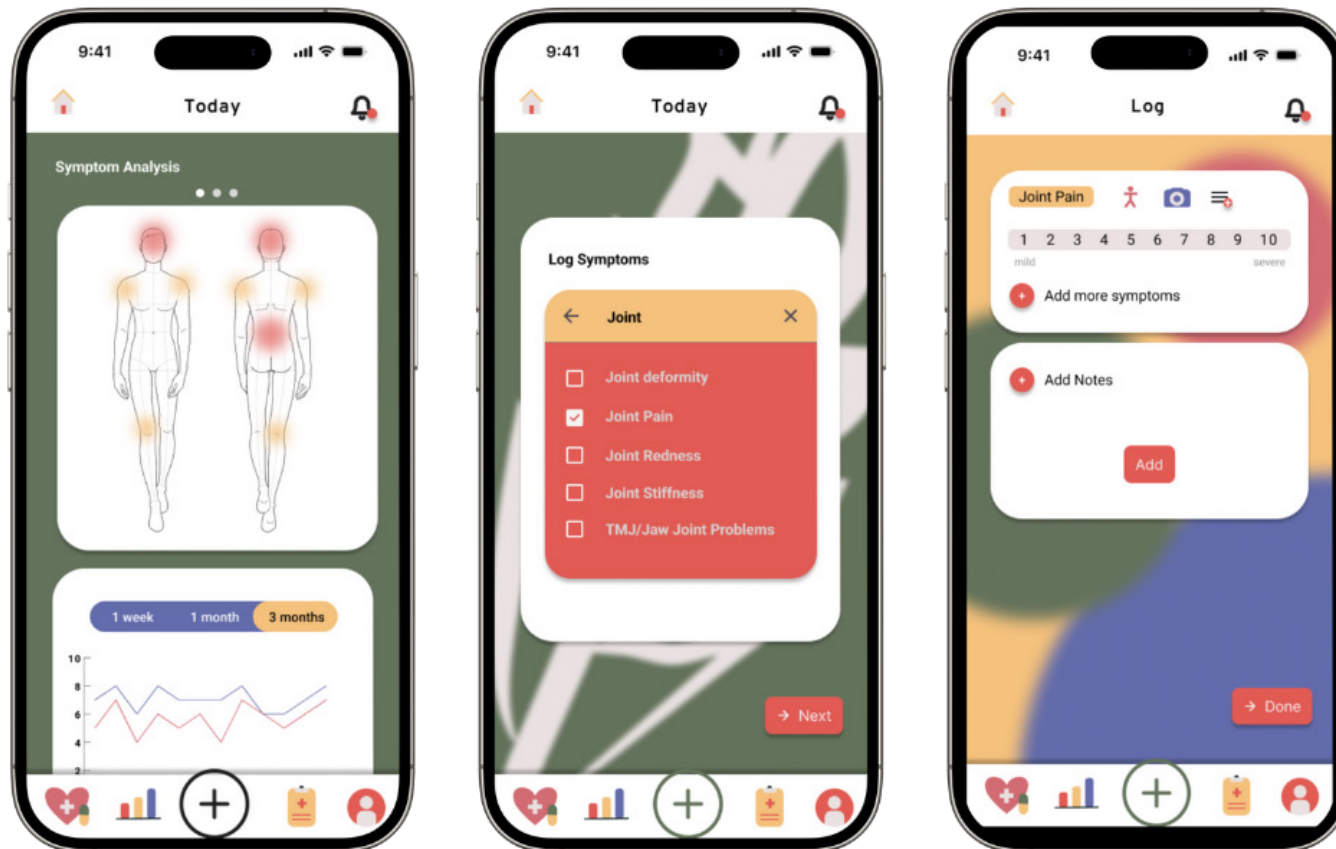 9:41
Today
Symptom Analysis
1 week 1 month 3 months
10
8
6
4
2
9:41
Today
Log Symptoms
Joint
Joint deformity
Joint Pain
Joint Redness
Joint Stiffness
TMJ/Jaw Joint Problems
Next
9:41
Log
Joint Pain
1 2 3 4 5 6 7 8 9 10
mild severe
Add more symptoms
Add Notes
Add
Done